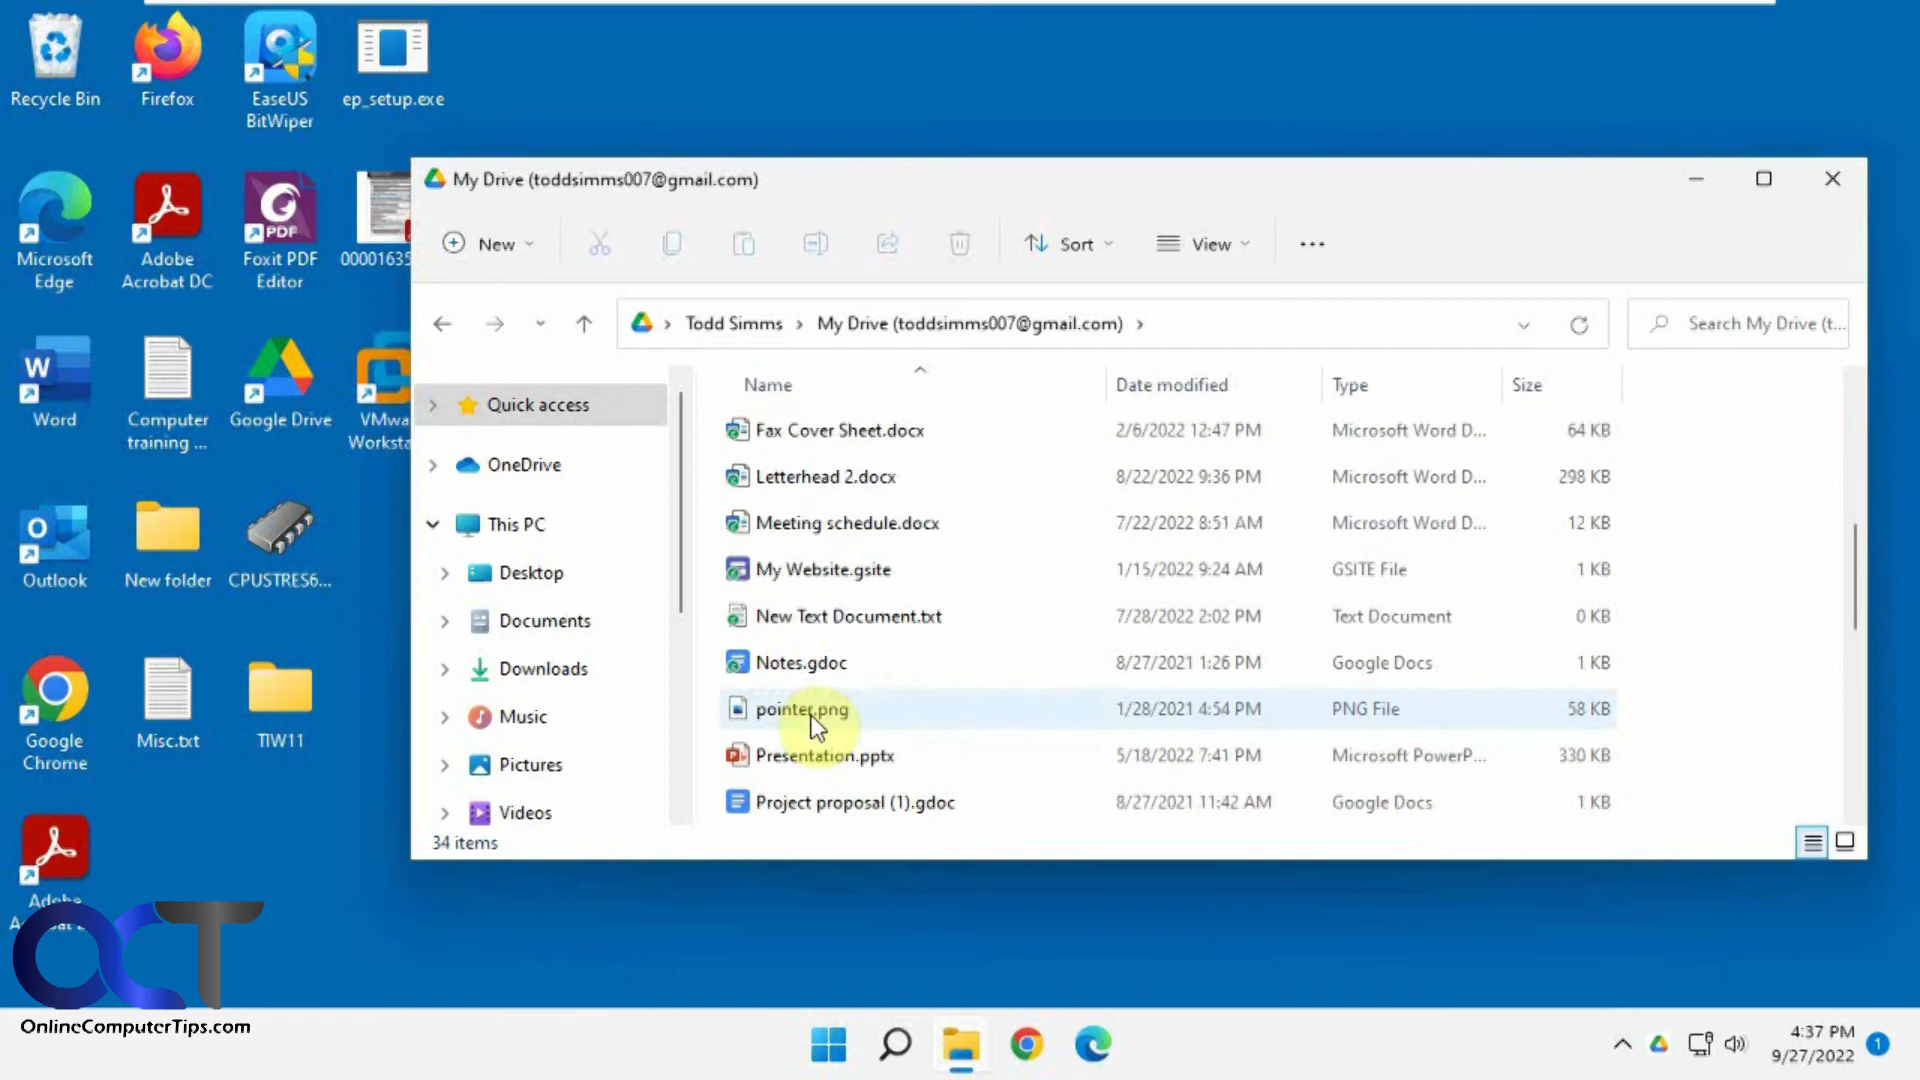 Recycle Bin
Firefox
EaseUS
BitWiper
ep_setup.exe
Microsoft
Edge
Adobe
Acrobat DC
Foxit PDF
Editor
00001635
Word
Computer
training ...
Google Drive
VMwa
Worksta
Outlook
New folder
CPUSTRES6...
Google
Chrome
Misc.txt
TIW11
Adobe
My Drive (toddsimms007@gmail.com)
New
Sort
View
Todd Simms > My Drive (toddsimms007@gmail.com) >
Search My Drive (t...
Quick access
OneDrive
This PC
Desktop
Documents
Downloads
Music
Pictures
Videos
Name Date modified Type Size
Fax Cover Sheet.docx 2/6/2022 12:47 PM Microsoft Word D... 64 KB
Letterhead 2.docx 8/22/2022 9:36 PM Microsoft Word D... 298 KB
Meeting schedule.docx 7/22/2022 8:51 AM Microsoft Word D... 12 KB
My Website.gsite 1/15/2022 9:24 AM GSITE File 1 KB
New Text Document.txt 7/28/2022 2:02 PM Text Document 0 KB
Notes.gdoc 8/27/2021 1:26 PM Google Docs 1 KB
pointer.png 1/28/2021 4:54 PM PNG File 58 KB
Presentation.pptx 5/18/2022 7:41 PM Microsoft PowerP... 330 KB
Project proposal (1).gdoc 8/27/2021 11:42 AM Google Docs 1 KB
34 items
OCT
OnlineComputerTips.com
4:37 PM
9/27/2022
1